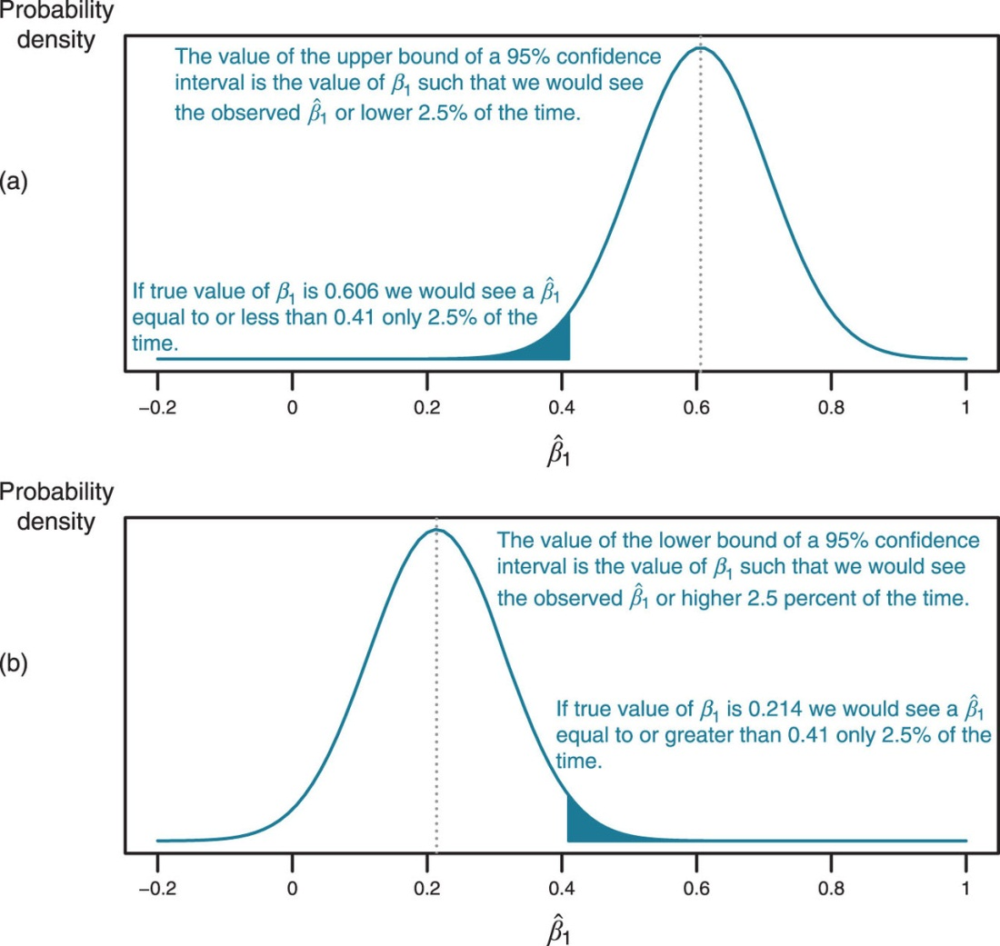 Probability
density
The value of the upper bound of a 95% confidence
interval is the value of β₁ such that we would see
the observed β̂₁ or lower 2.5% of the time.
(a)
If true value of β₁ is 0.606 we would see a β̂₁
equal to or less than 0.41 only 2.5% of the
time.
−0.2 0 0.2 0.4 0.6 0.8 1
β̂₁
Probability
density
The value of the lower bound of a 95% confidence
interval is the value of β₁ such that we would see
the observed β̂₁ or higher 2.5 percent of the time.
(b)
If true value of β₁ is 0.214 we would see a β̂₁
equal to or greater than 0.41 only 2.5% of the
time.
−0.2 0 0.2 0.4 0.6 0.8 1
β̂₁